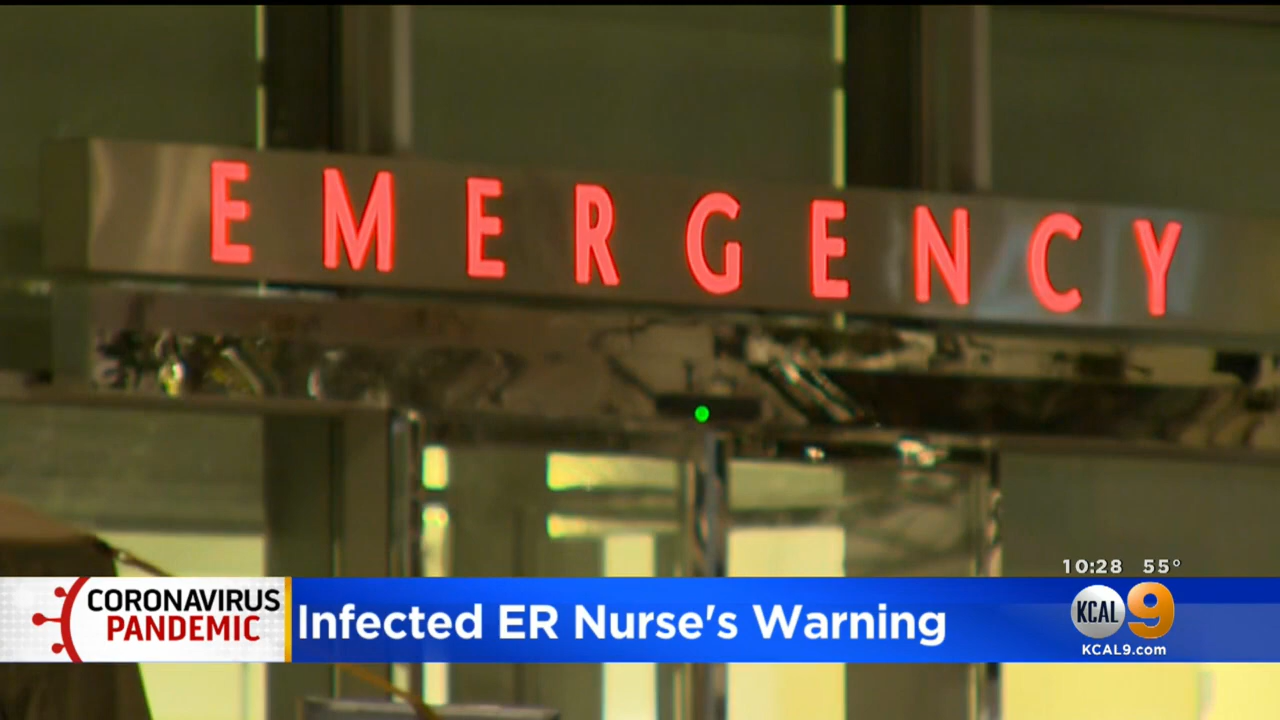 EMERGENCY
10:28 55°
CORONAVIRUS
PANDEMIC
Infected ER Nurse's Warning
KCAL 9
KCAL9.com